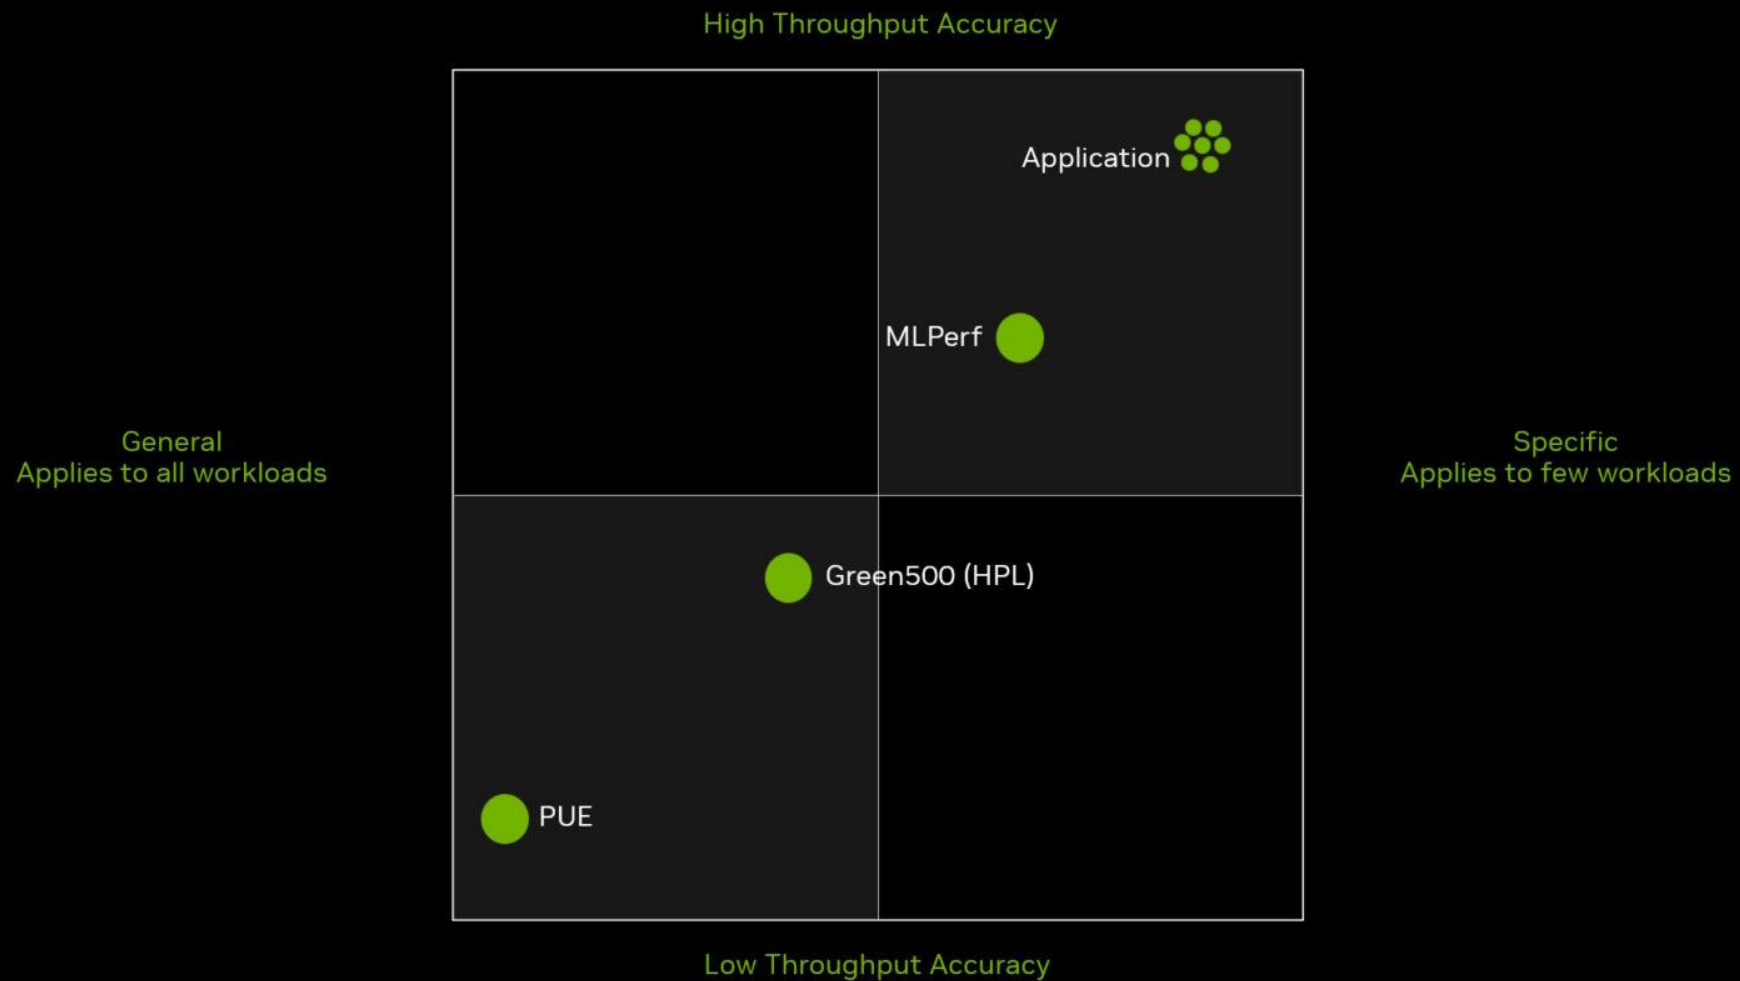 High Throughput Accuracy
Application
MLPerf
General
Applies to all workloads
Specific
Applies to few workloads
Green500 (HPL)
PUE
Low Throughput Accuracy